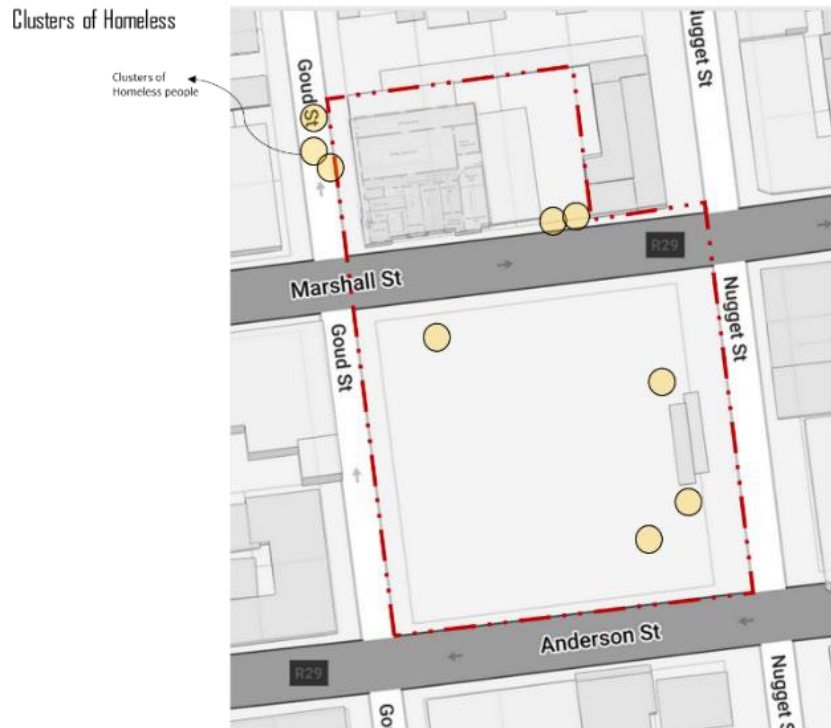 Clusters of Homeless
Clusters of
Homeless people
Goud St
Nugget St
R29
Marshall St
Goud St
Nugget St
Anderson St
R29
Go
Nugget S